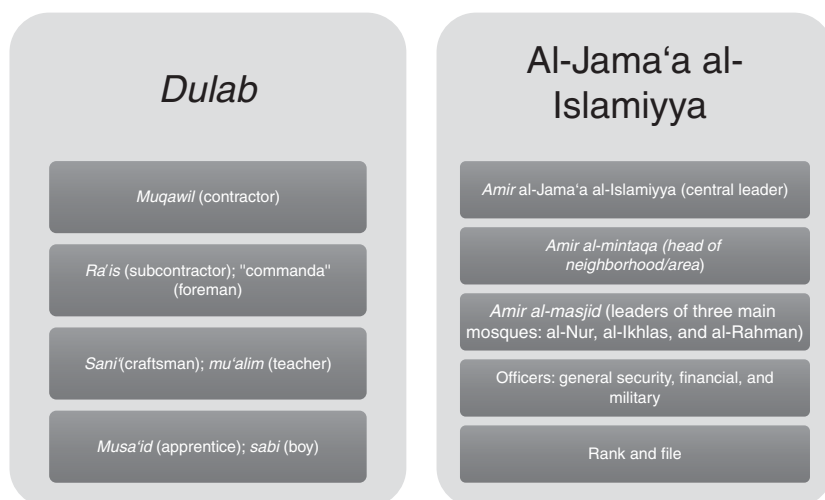 Dulab
Muqawil (contractor)
Ra’is (subcontractor); "commanda"
(foreman)
Sani‘(craftsman); mu‘alim (teacher)
Musa‘id (apprentice); sabi (boy)
Al-Jama‘a al-
Islamiyya
Amir al-Jama‘a al-Islamiyya (central leader)
Amir al-mintaqa (head of
neighborhood/area)
Amir al-masjid (leaders of three main
mosques: al-Nur, al-Ikhlas, and al-Rahman)
Officers: general security, financial, and
military
Rank and file